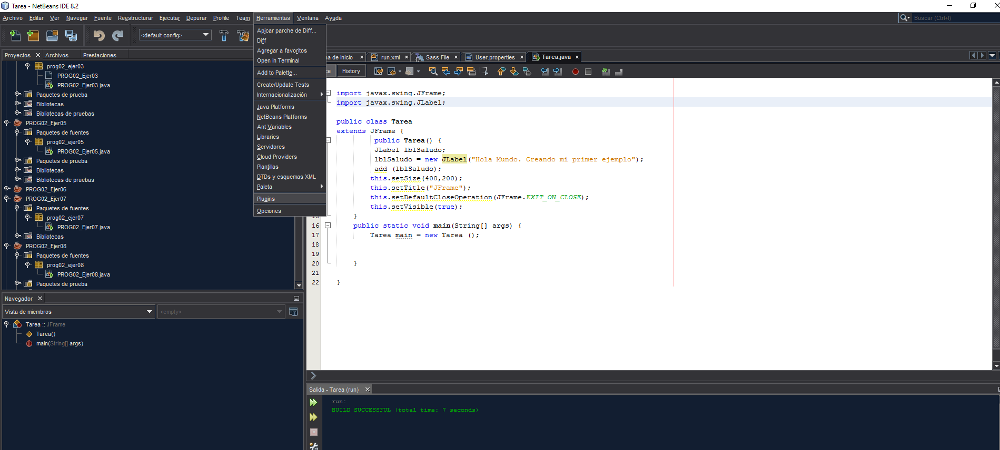 Tarea - NetBeans IDE 8.2
Archivo Editar Ver Navegar Fuente Reestructurar Ejecutar Depurar Profile Team Herramientas Ventana Ayuda
Buscar (Ctrl+I)
<default config>
Aplicar parche de Diff...
Diff
Agregar a favoritos
Open in Terminal
Add to Palette...
Create/Update Tests
Internacionalización
Java Platforms
NetBeans Platforms
Ant Variables
Libraries
Servidores
Cloud Providers
Plantillas
DTDs y esquemas XML
Paleta
Plugins
Opciones
Proyectos Archivos Prestaciones
prog02_ejer03
PROG02_Ejer03
PROG02_Ejer03.java
Paquetes de prueba
Bibliotecas
Bibliotecas de pruebas
PROG02_Ejer05
Paquetes de fuentes
prog02_ejer05
PROG02_Ejer05.java
Paquetes de prueba
Bibliotecas
Bibliotecas de pruebas
PROG02_Ejer06
PROG02_Ejer07
Paquetes de fuentes
prog02_ejer07
PROG02_Ejer07.java
Bibliotecas
PROG02_Ejer08
Paquetes de fuentes
prog02_ejer08
PROG02_Ejer08.java
Paquetes de prueba
Navegador
Vista de miembros <empty>
Tarea :: JFrame
Tarea()
main(String[] args)
na de Inicio run.xml Sass File User.properties Tarea.java
ce History
import javax.swing.JFrame;
import javax.swing.JLabel;
public class Tarea
extends JFrame {
public Tarea() {
JLabel lblSaludo;
lblSaludo = new JLabel("Hola Mundo. Creando mi primer ejemplo");
add (lblSaludo);
this.setSize(400,200);
this.setTitle("JFrame");
this.setDefaultCloseOperation(JFrame.EXIT_ON_CLOSE);
this.setVisible(true);
15 }
16 public static void main(String[] args) {
17 Tarea main = new Tarea ();
18
19
20 }
21
22 }
Salida - Tarea (run)
run:
BUILD SUCCESSFUL (total time: 7 seconds)